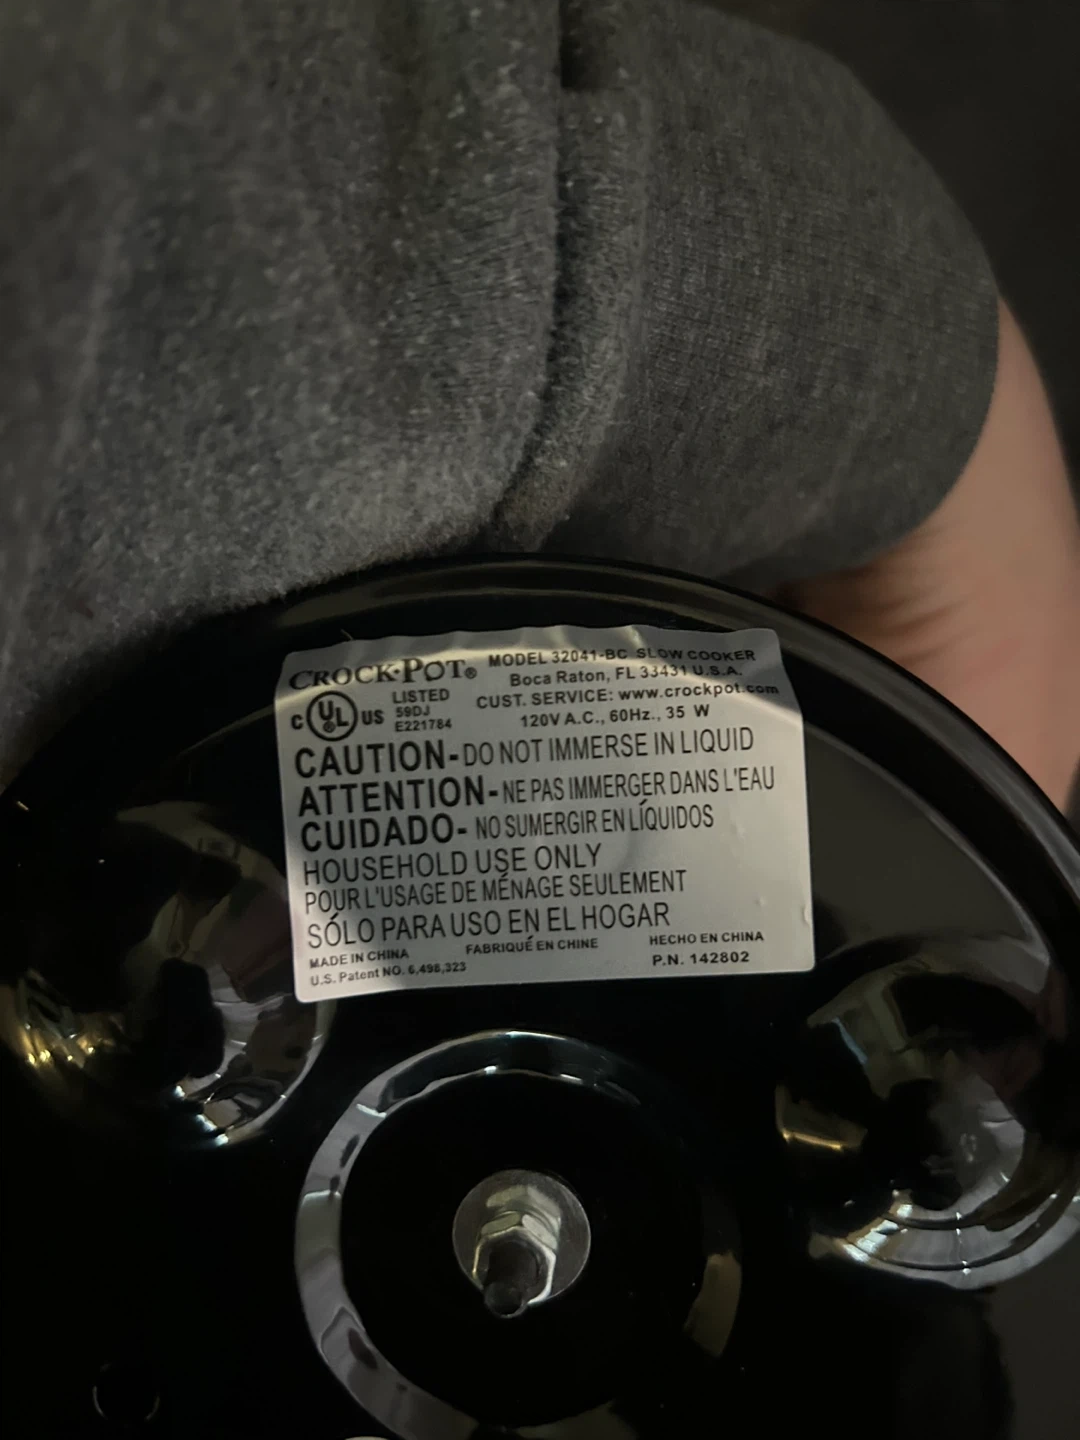 CROCK·POT®
MODEL 32041-BC SLOW COOKER
Boca Raton, FL 33431 U.S.A.
CUST. SERVICE: www.crockpot.com
120V A.C., 60Hz., 35 W
C UL ® US
LISTED
59DJ
E221784
CAUTION-DO NOT IMMERSE IN LIQUID
ATTENTION-NE PAS IMMERGER DANS L'EAU
CUIDADO- NO SUMERGIR EN LÍQUIDOS
HOUSEHOLD USE ONLY
POUR L'USAGE DE MÉNAGE SEULEMENT
SÓLO PARA USO EN EL HOGAR
MADE IN CHINA FABRIQUÉ EN CHINE HECHO EN CHINA
U.S. Patent NO. 6,498,323 P.N. 142802